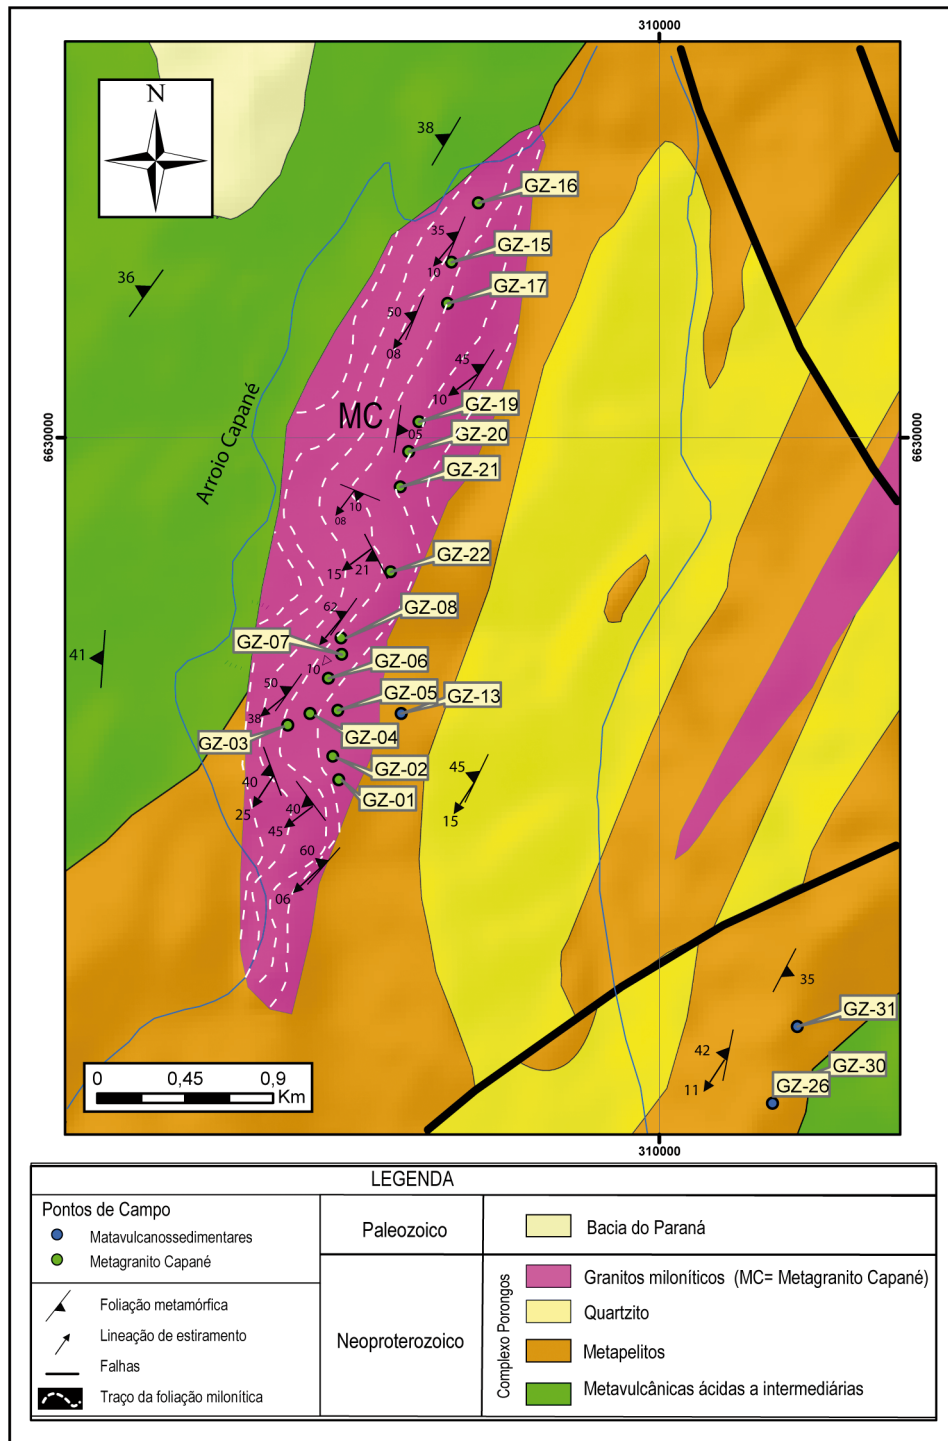 310000
N
38
GZ-16
35
GZ-15
10
36
GZ-17
50
08
45
10
MC
GZ-19
05
GZ-20
6630000
6630000
Arroio Capané
GZ-21
10
08
GZ-22
15
21
62
GZ-08
GZ-07
10
GZ-06
41
50
GZ-05
GZ-13
38
GZ-03
GZ-04
40
GZ-02
45
25
40
GZ-01
15
45
60
06
35
GZ-31
42
11
GZ-30
GZ-26
0 0,45 0,9
Km
310000
LEGENDA
Pontos de Campo
Matavulcanossedimentares
Metagranito Capané
Foliação metamórfica
Lineação de estiramento
Falhas
Traço da foliação milonítica
Paleozoico
Neoproterozoico
Bacia do Paraná
Complexo Porongos
Granitos miloníticos (MC= Metagranito Capané)
Quartzito
Metapelitos
Metavulcânicas ácidas a intermediárias